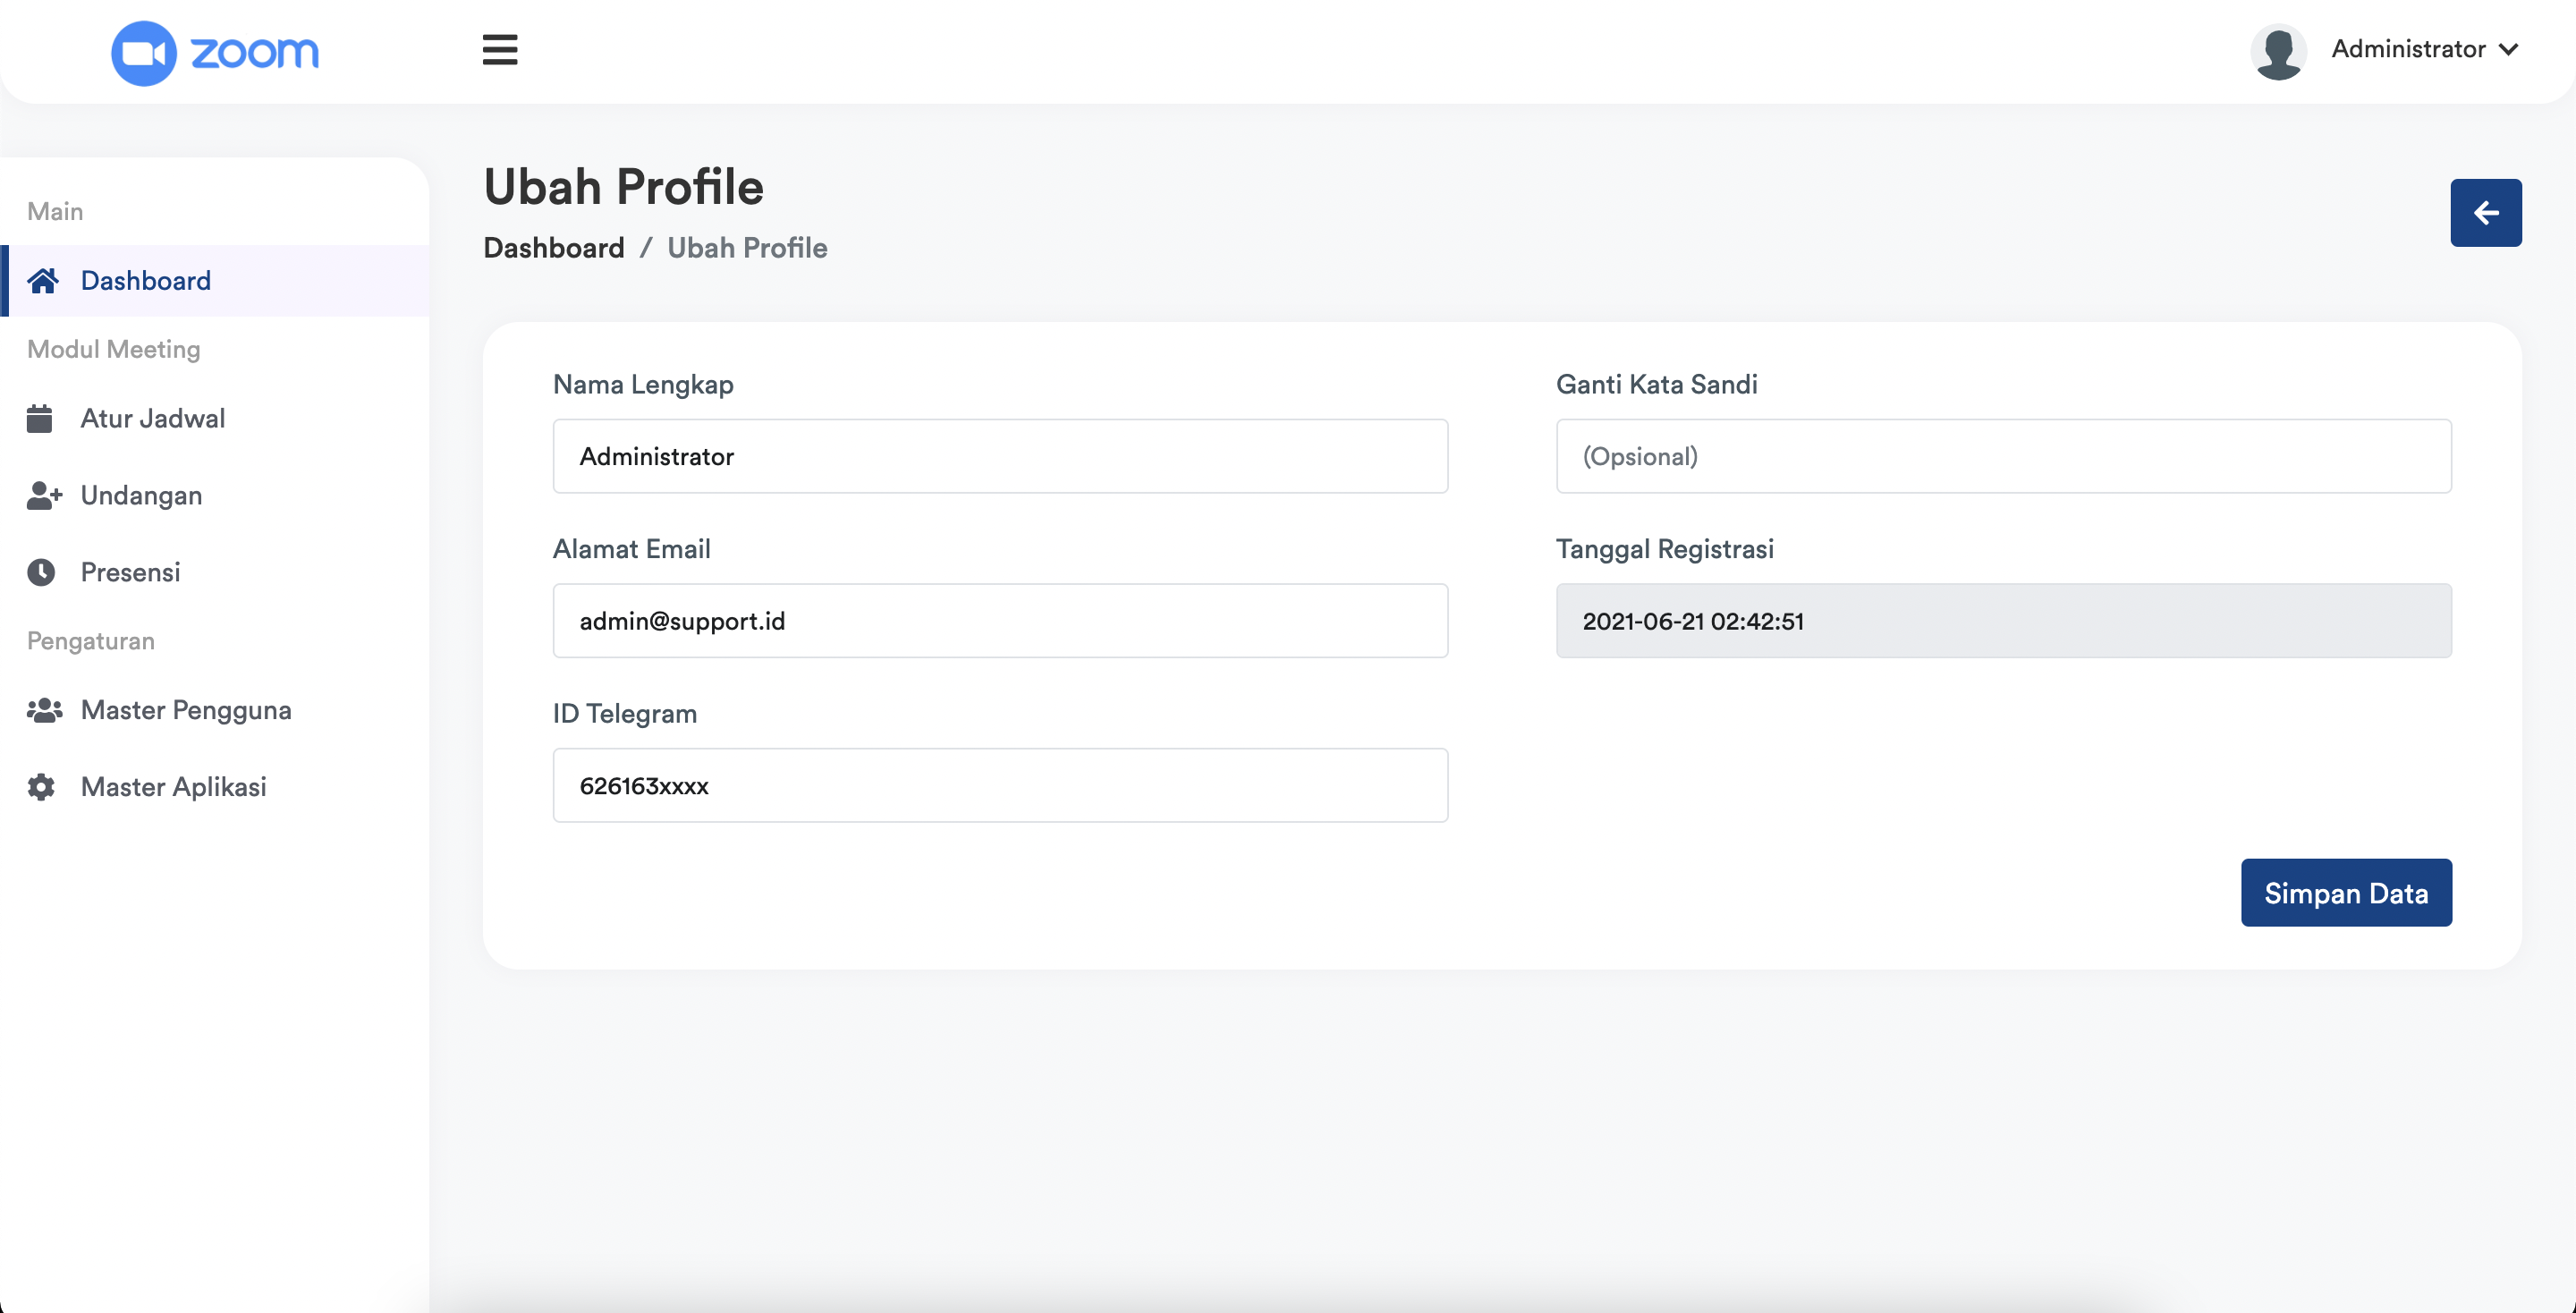 zoom
Administrator
Main
Dashboard
Modul Meeting
Atur Jadwal
Undangan
Presensi
Pengaturan
Master Pengguna
Master Aplikasi
Ubah Profile
Dashboard / Ubah Profile
Nama Lengkap
Administrator
Alamat Email
admin@support.id
ID Telegram
626163xxxx
Ganti Kata Sandi
(Opsional)
Tanggal Registrasi
2021-06-21 02:42:51
Simpan Data